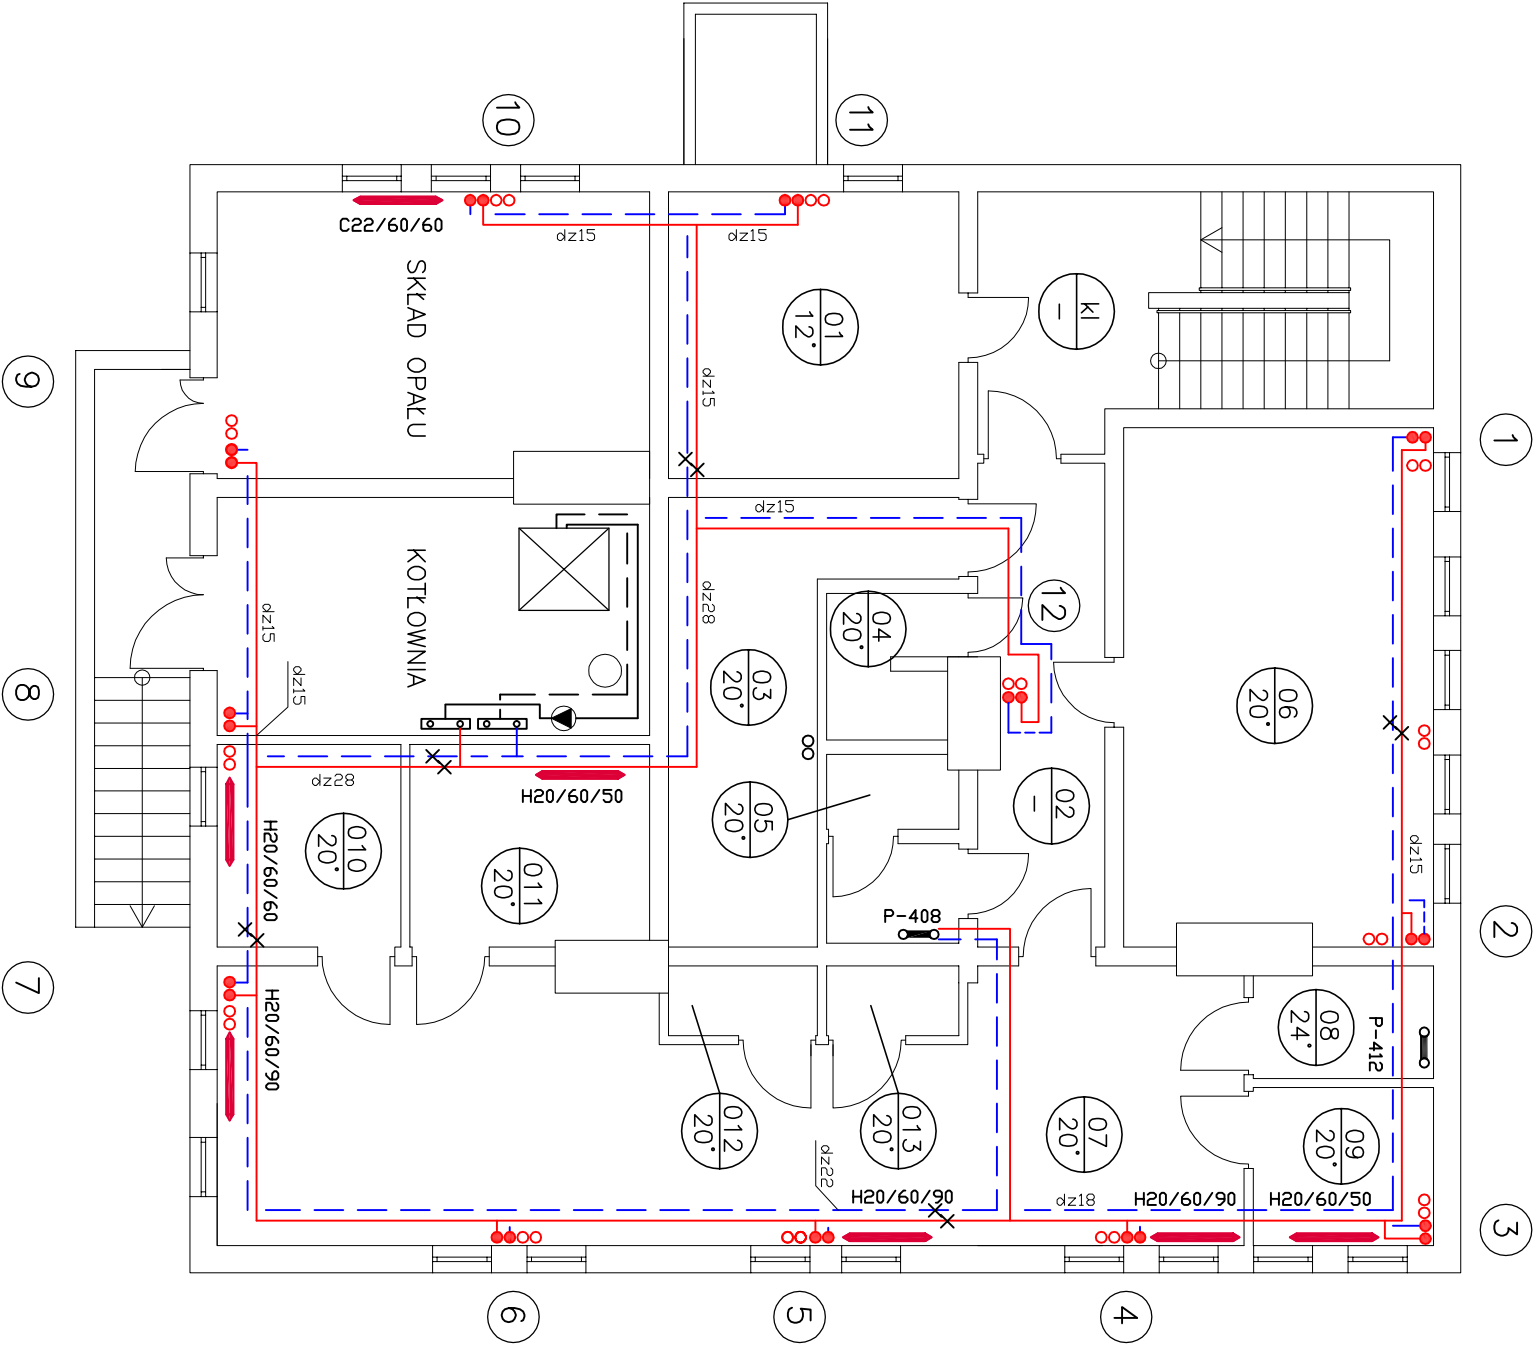 10
11
C22/60/60
dz15
dz15
SKŁAD OPAŁU
01
12°
kl
-
9
1
dz15
dz15
KOTŁOWNIA
dz28
dz15
dz15
8
12
04
20°
03
20°
06
20°
02
-
05
20°
dz28
H20/60/50
H20/60/60
010
20°
011
20°
dz15
P-408
2
7
H20/60/90
08
24°
P-412
012
20°
013
20°
07
20°
09
20°
dz22
H20/60/90
dz18
H20/60/90
H20/60/50
3
6
5
4